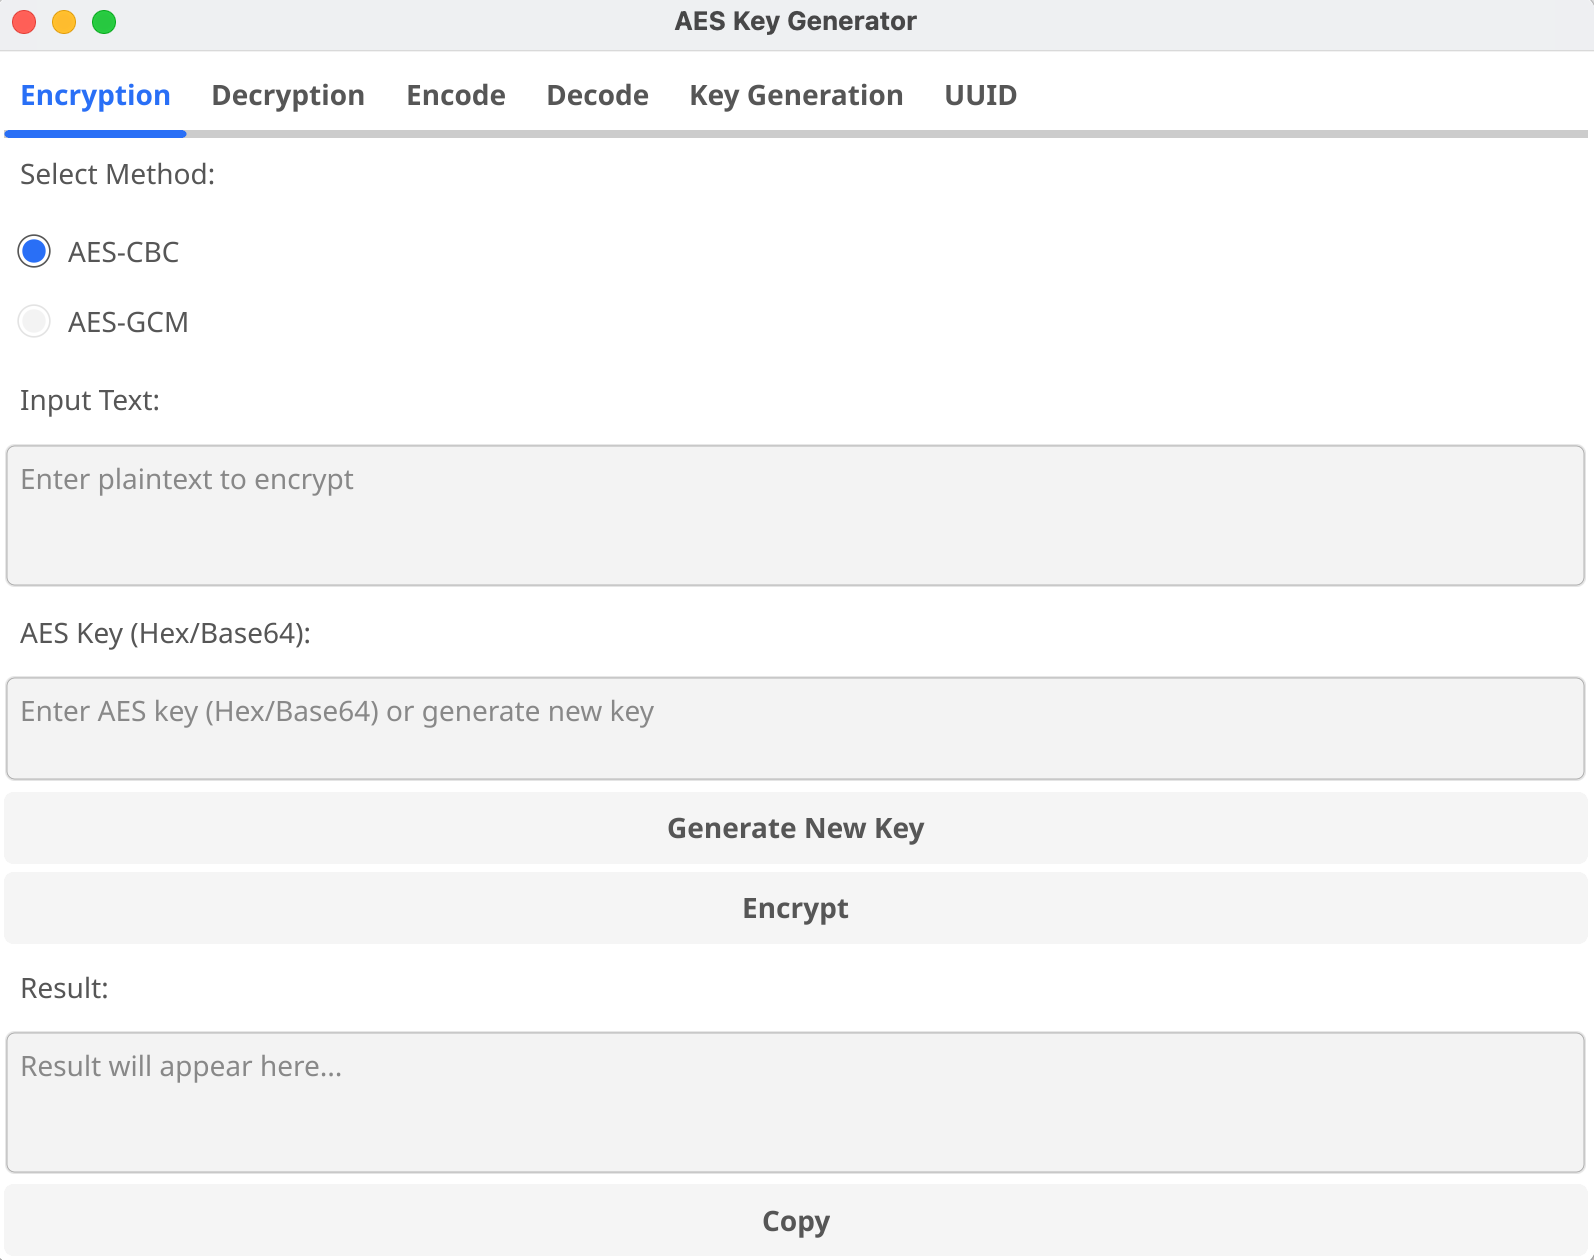 AES Key Generator
Encryption Decryption Encode Decode Key Generation UUID
Select Method:
AES-CBC
AES-GCM
Input Text:
Enter plaintext to encrypt
AES Key (Hex/Base64):
Enter AES key (Hex/Base64) or generate new key
Generate New Key
Encrypt
Result:
Result will appear here...
Copy